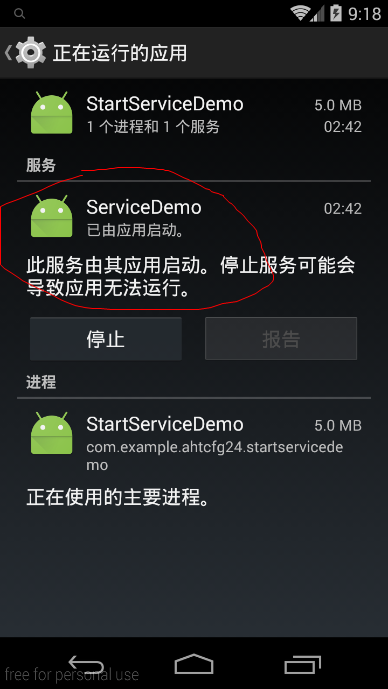 9:18
正在运行的应用
StartServiceDemo 5.0 MB
1 个进程和 1 个服务 02:42
服务
ServiceDemo 02:42
已由应用启动。
此服务由其应用启动。停止服务可能会
导致应用无法运行。
停止 报告
进程
StartServiceDemo 5.0 MB
com.example.ahtcfg24.startservicede
mo
正在使用的主要进程。
free for personal use